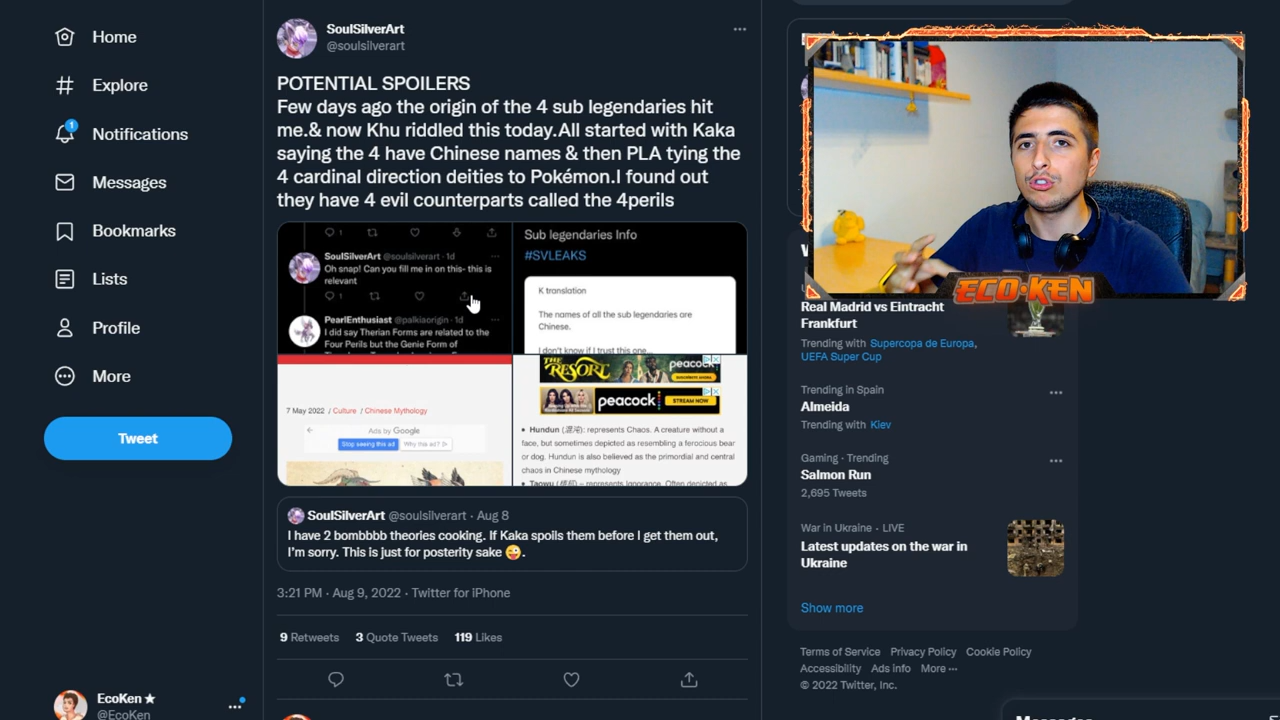 Home
Explore
1
Notifications
Messages
Bookmarks
Lists
Profile
More
Tweet
EcoKen ★
@EcoKen
SoulSilverArt
@soulsilverart
POTENTIAL SPOILERS
Few days ago the origin of the 4 sub legendaries hit
me.& now Khu riddled this today.All started with Kaka
saying the 4 have Chinese names & then PLA tying the
4 cardinal direction deities to Pokémon.I found out
they have 4 evil counterparts called the 4perils
1
SoulSilverArt @soulsilverart · 1d
Oh snap! Can you fill me in on this- this is
relevant
1
PearlEnthusiast @palkiaorigin · 1d
I did say Therian Forms are related to the
Four Perils but the Genie Form of
Sub legendaries Info
#SVLEAKS
K translation
The names of all the sub legendaries are
Chinese.
I don't know if I trust this one...
7 May 2022 / Culture / Chinese Mythology
Ads by Google
Stop seeing this ad
Why this ad? ▷
THE RESORT
peacock
peacock
STREAM NOW
• Hundun (混沌): represents Chaos. A creature without a
face, but sometimes depicted as resembling a ferocious bear
or dog. Hundun is also believed as the primordial and central
chaos in Chinese mythology
• Taowu – represents Ignorance. Often depicted as
SoulSilverArt @soulsilverart · Aug 8
I have 2 bombbbb theories cooking. If Kaka spoils them before I get them out,
I'm sorry. This is just for posterity sake 😜.
3:21 PM · Aug 9, 2022 · Twitter for iPhone
9 Retweets 3 Quote Tweets 119 Likes
ECO·KEN
Real Madrid vs Eintracht
Frankfurt
Trending with Supercopa de Europa,
UEFA Super Cup
Trending in Spain
Almeida
Trending with Kiev
Gaming · Trending
Salmon Run
2,695 Tweets
War in Ukraine · LIVE
Latest updates on the war in
Ukraine
Show more
Terms of Service Privacy Policy Cookie Policy
Accessibility Ads info More ···
© 2022 Twitter, Inc.
Messages